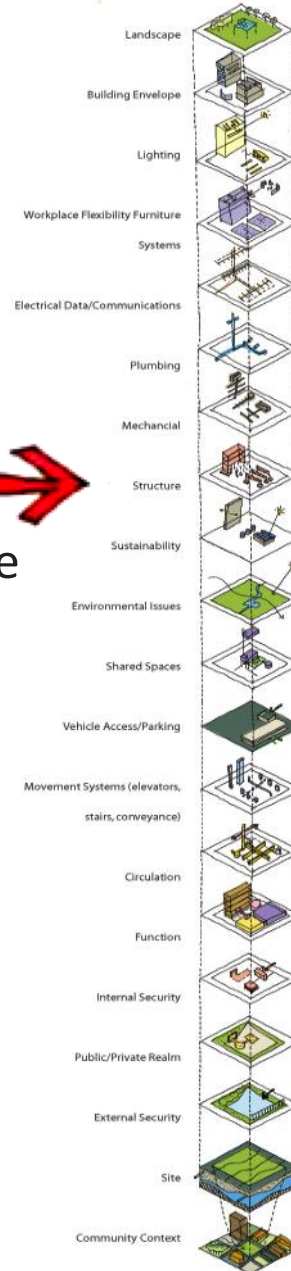 Landscape
Building Envelope
Lighting
Workplace Flexibility Furniture
Systems
Electrical Data/Communications
Plumbing
Mechancial
Structure
e
Sustainability
Environmental Issues
Shared Spaces
Vehicle Access/Parking
Movement Systems (elevators,
stairs, conveyance)
Circulation
Function
Internal Security
Public/Private Realm
External Security
Site
Community Context